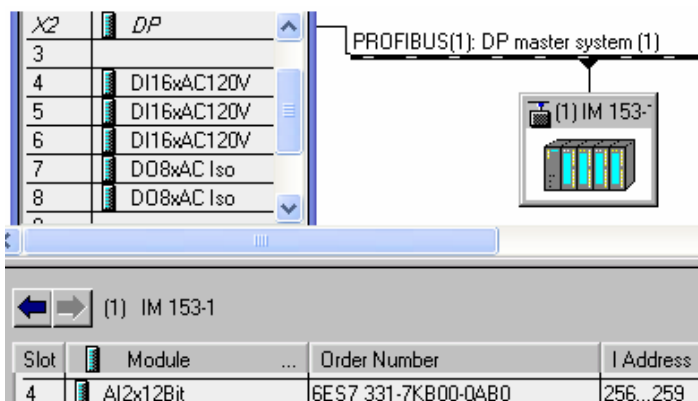 X2 DP
3
4 DI16xAC120V
5 DI16xAC120V
6 DI16xAC120V
7 DO8xAC Iso
8 DO8xAC Iso
PROFIBUS(1): DP master system (1)
(1) IM 153-
(1) IM 153-1
Slot Module ... Order Number I Address
4 AI2x12Bit 6ES7 331-7KB00-0AB0 256...259